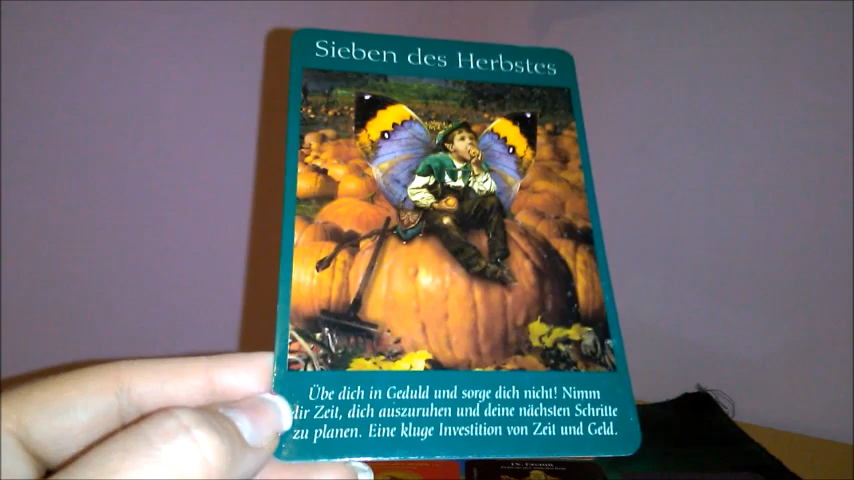 Sieben des Herbstes
Übe dich in Geduld und sorge dich nicht! Nimm
dir Zeit, dich auszuruhen und deine nächsten Schritte
zu planen. Eine kluge Investition von Zeit und Geld.